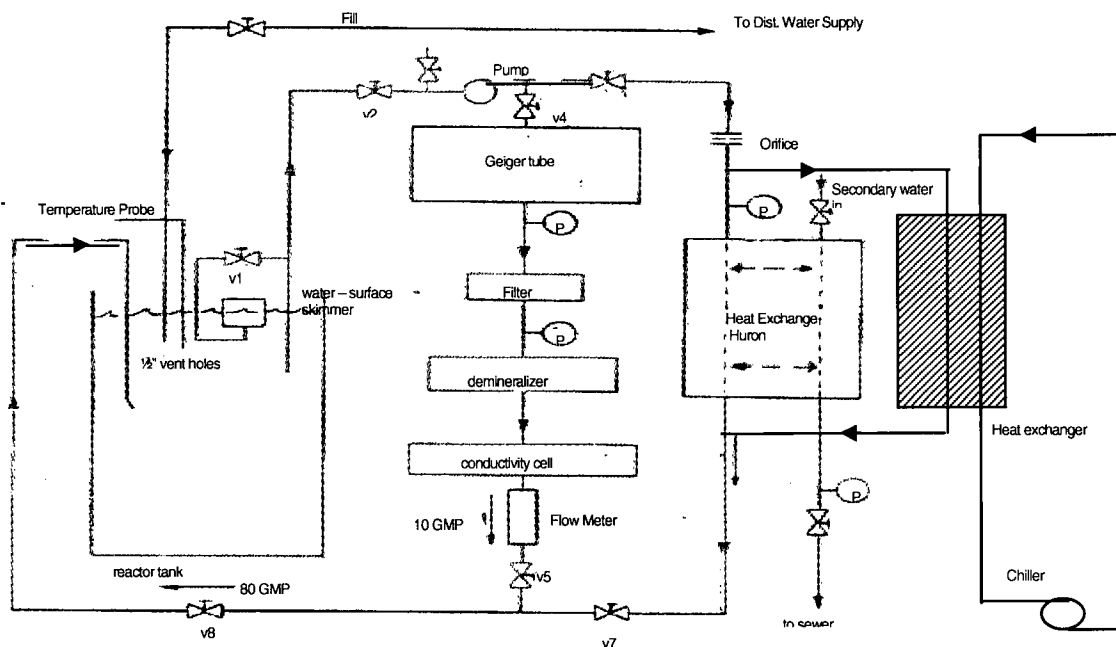 Fill
To Dist. Water Supply
Pump
v4
Geiger tube
Orifice
Secondary water
in
Temperature Probe
P
P
v1
water – surface
skimmer
Filter
Heat Exchange
Huron
½" vent holes
P
demineralizer
Heat exchanger
conductivity cell
P
10 GMP
Flow Meter
reactor tank
80 GMP
v5
Chiller
v8
v7
to sewer